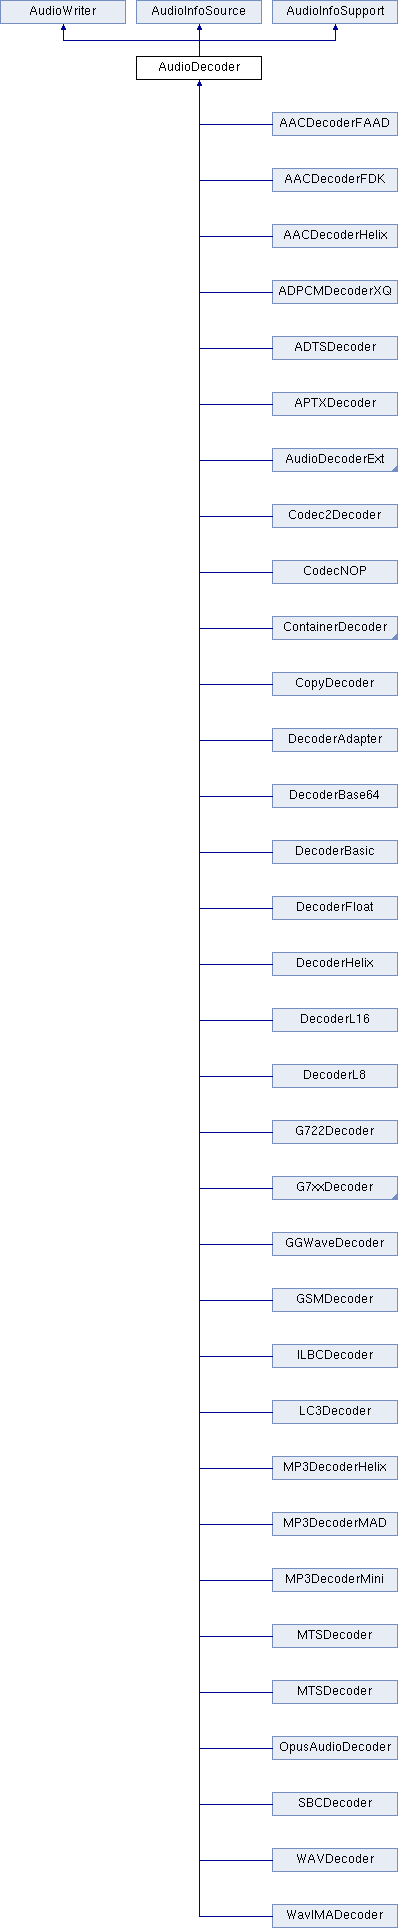 AudioWriter
AudioInfoSource
AudioInfoSupport
AudioDecoder
AACDecoderFAAD
AACDecoderFDK
AACDecoderHelix
ADPCMDecoderXQ
ADTSDecoder
APTXDecoder
AudioDecoderExt
Codec2Decoder
CodecNOP
ContainerDecoder
CopyDecoder
DecoderAdapter
DecoderBase64
DecoderBasic
DecoderFloat
DecoderHelix
DecoderL16
DecoderL8
G722Decoder
G7xxDecoder
GGWaveDecoder
GSMDecoder
ILBCDecoder
LC3Decoder
MP3DecoderHelix
MP3DecoderMAD
MP3DecoderMini
MTSDecoder
MTSDecoder
OpusAudioDecoder
SBCDecoder
WAVDecoder
WavIMADecoder